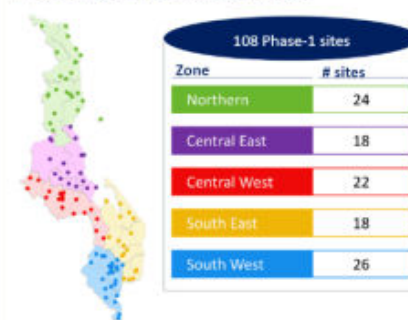 108 Phase-1 sites
Zone # sites
Northern 24
Central East 18
Central West 22
South East 18
South West 26